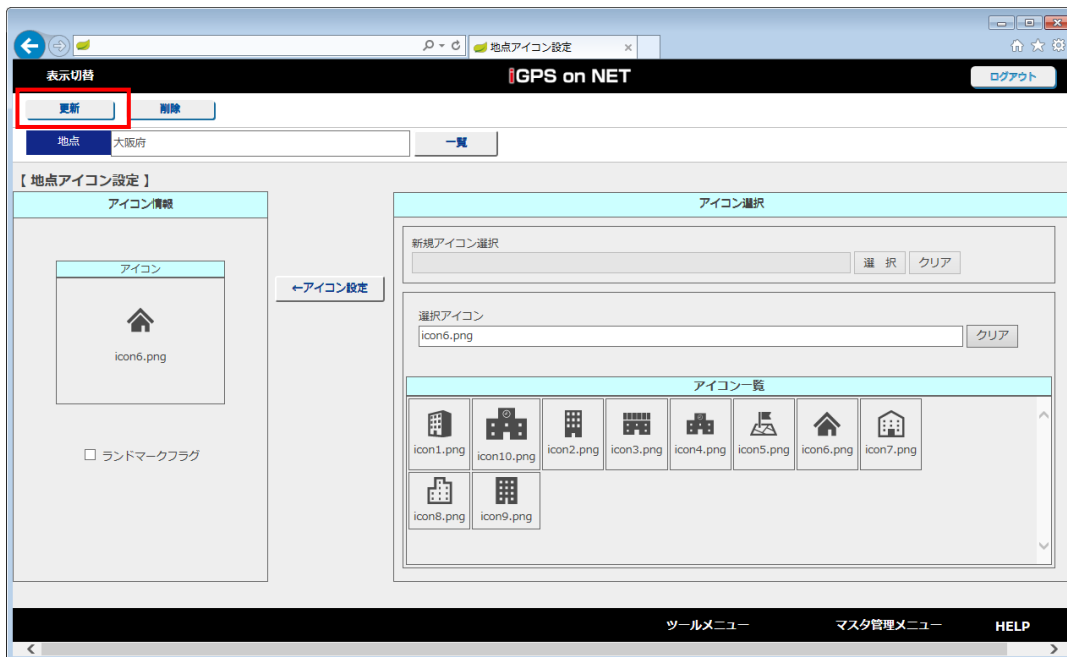 地点アイコン設定
表示切替
iGPS on NET
ログアウト
更新
削除
地点
大阪府
一覧
【 地点アイコン設定 】
アイコン情報
アイコン
icon6.png
ランドマークフラグ
←アイコン設定
アイコン選択
新規アイコン選択
選 択
クリア
選択アイコン
icon6.png
クリア
アイコン一覧
icon1.png
icon10.png
icon2.png
icon3.png
icon4.png
icon5.png
icon6.png
icon7.png
icon8.png
icon9.png
ツールメニュー
マスタ管理メニュー
HELP